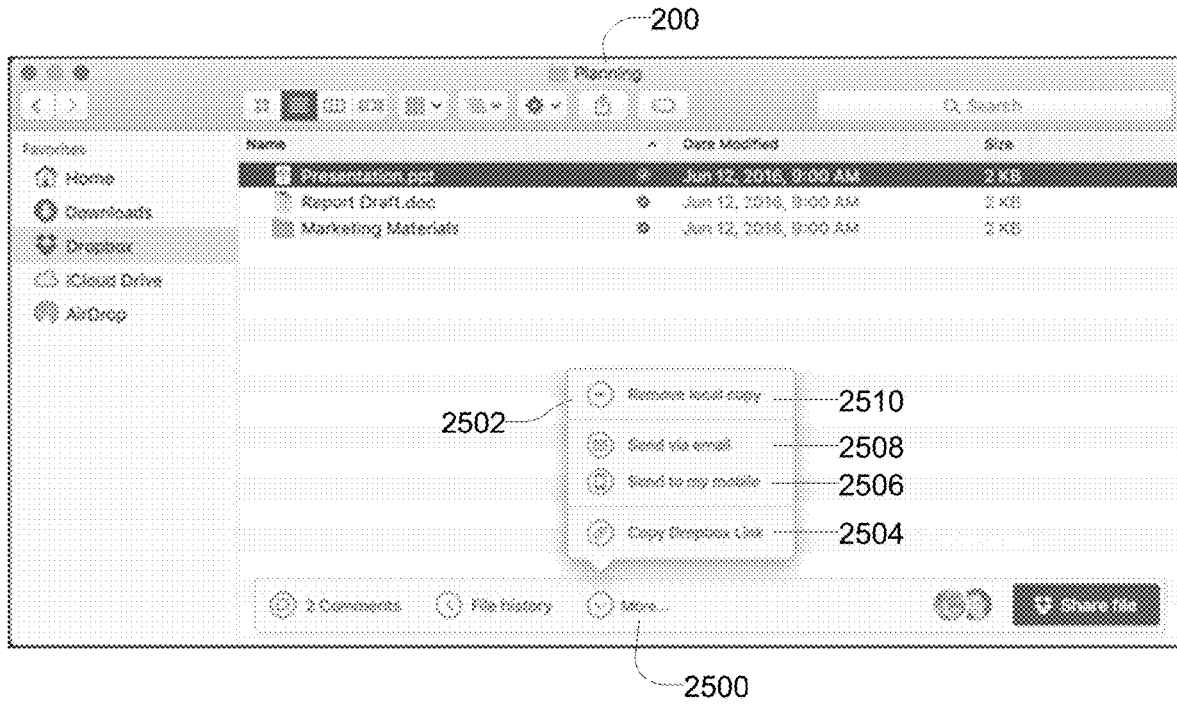 200
Planning
Search
Favorites
Name Date Modified Size
Home
Presentation.ppt Jun 12, 2016, 9:00 AM 2 KB
Downloads
Report Draft.doc Jun 12, 2016, 9:00 AM 2 KB
Dropbox
Marketing Materials Jun 12, 2016, 9:00 AM 2 KB
iCloud Drive
AirDrop
Remove local copy 2510
2502
Send via email 2508
Send to my mobile 2506
Copy Dropbox Link 2504
2 Comments File history More... Share file
2500